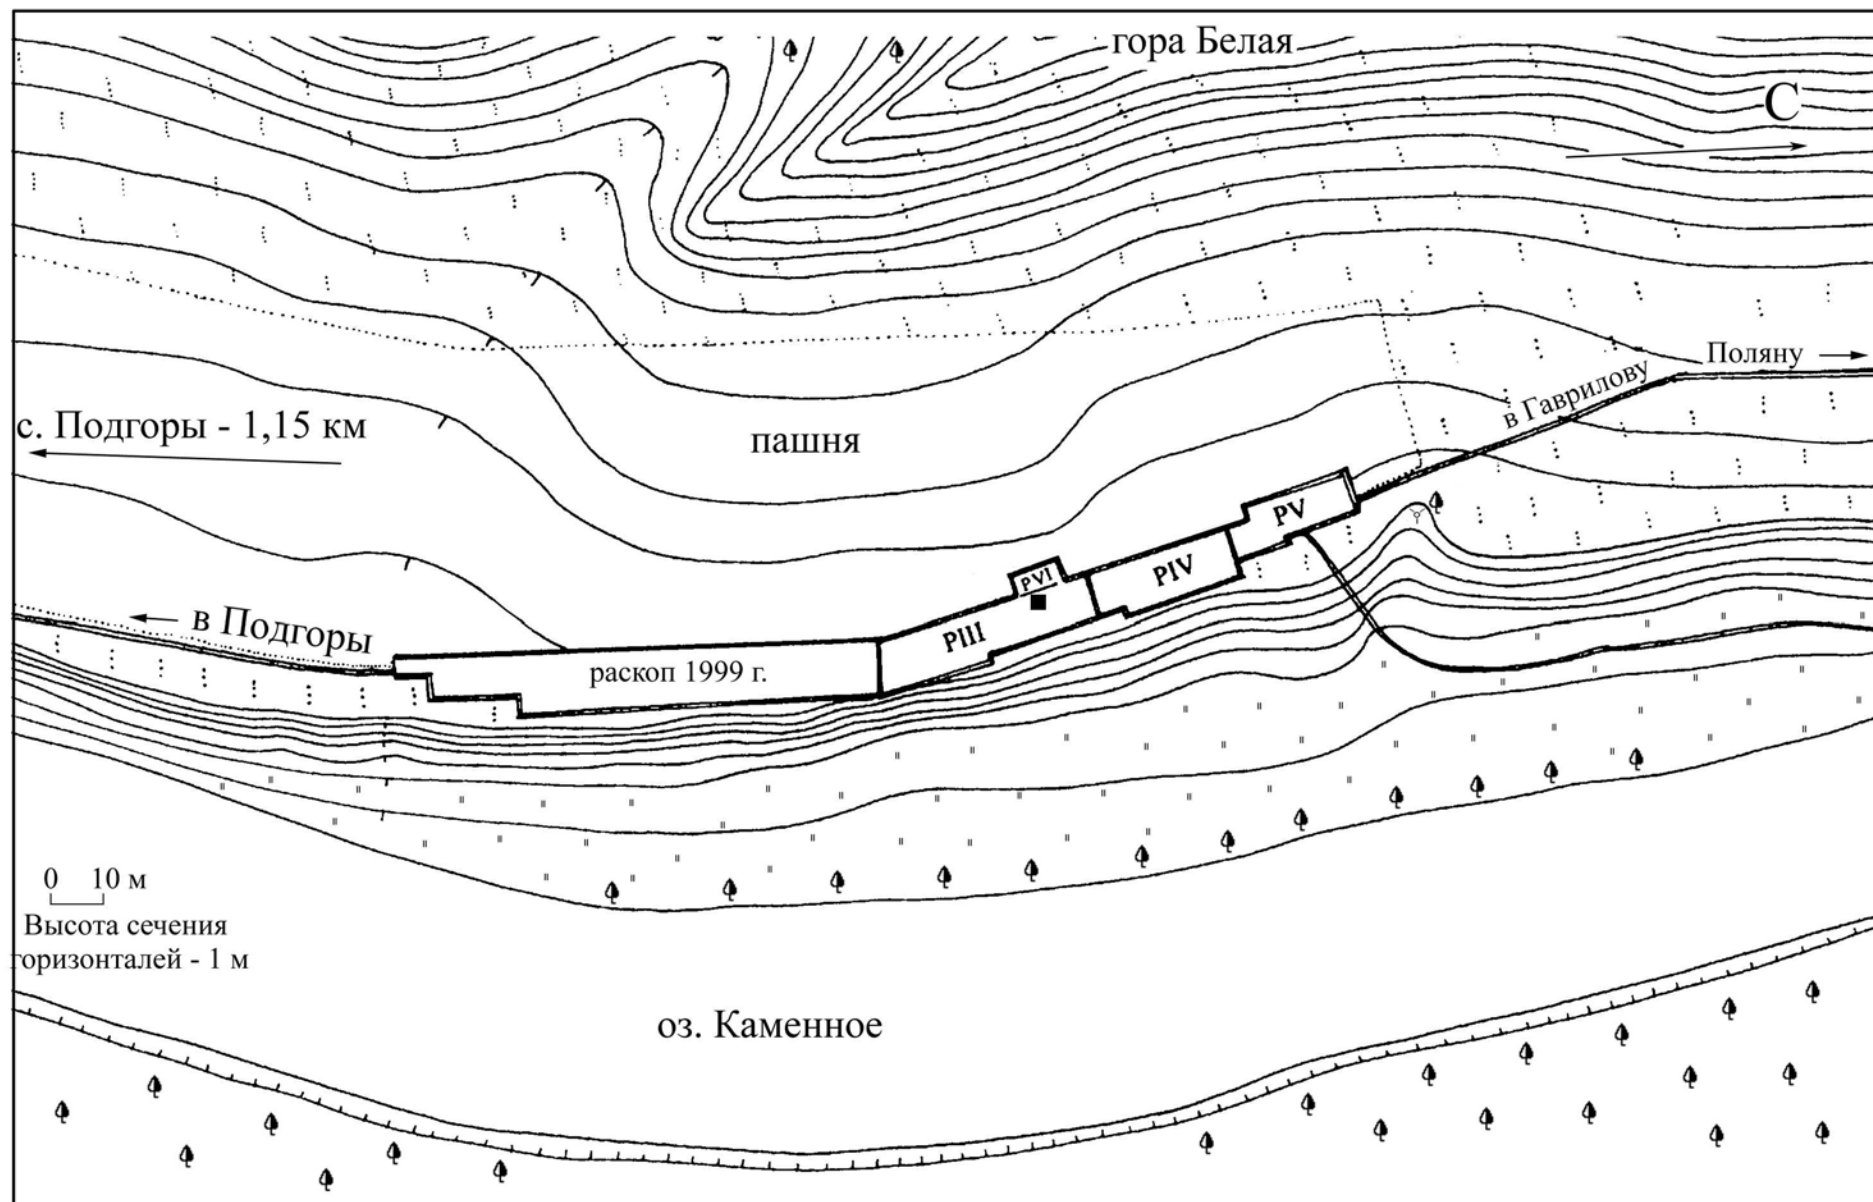 гора Белая
С
Поляну
в Гаврилову
с. Подгоры - 1,15 км
пашня
PV
PIV
PVI
в Подгоры
PIII
раскоп 1999 г.
0 10 м
Высота сечения
горизонталей - 1 м
оз. Каменное